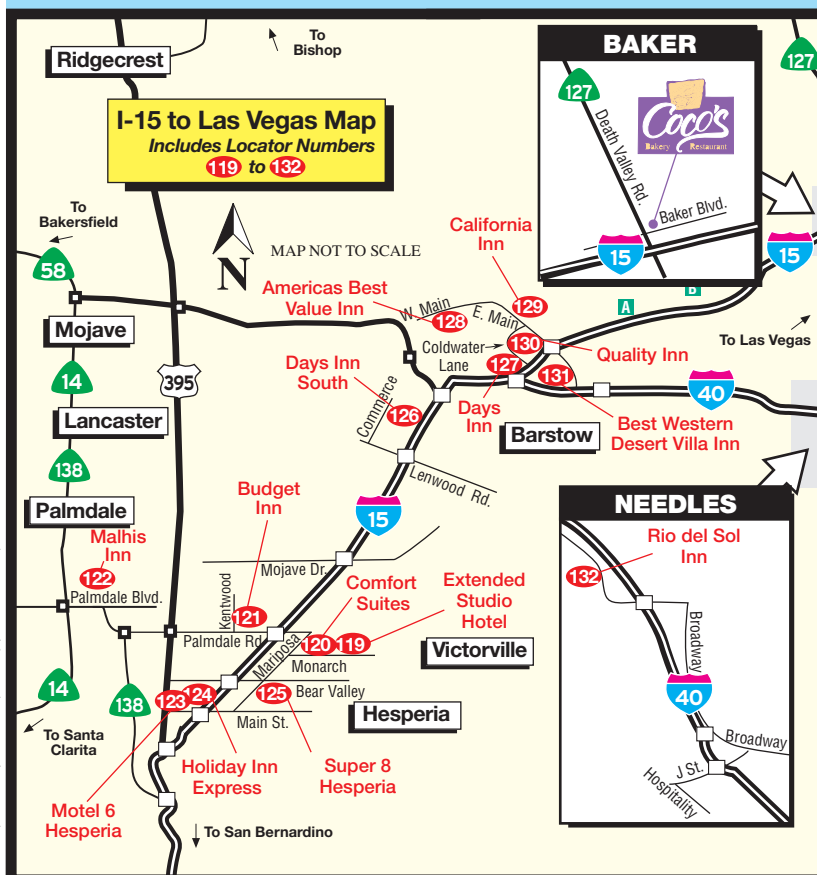 To
Bishop
Ridgecrest
I-15 to Las Vegas Map
Includes Locator Numbers
119 to 132
BAKER
127
Coco's
Bakery Restaurant
Death Valley Rd.
Baker Blvd.
15
127
15
To
Bakersfield
58
N
MAP NOT TO SCALE
California
Inn
129
Americas Best
Value Inn
W. Main
128
E. Main
A
B
To Las Vegas
Mojave
14
395
Coldwater
Lane
130
127
Quality Inn
131
40
Days Inn
South
Commerce
126
Days
Inn
Barstow
Best Western
Desert Villa Inn
Lancaster
138
Lenwood Rd.
Palmdale
Budget
Inn
15
NEEDLES
Rio del Sol
Inn
132
Broadway
40
Broadway
J St.
Hospitality
Malhis
Inn
122
Palmdale Blvd.
Mojave Dr.
Kentwood
121
Palmdale Rd
Comfort
Suites
Extended
Studio
Hotel
Mariposa
120
119
Monarch
Victorville
14
138
123
124
125
Bear Valley
Main St.
Hesperia
To Santa
Clarita
Holiday Inn
Express
Super 8
Hesperia
Motel 6
Hesperia
To San Bernardino